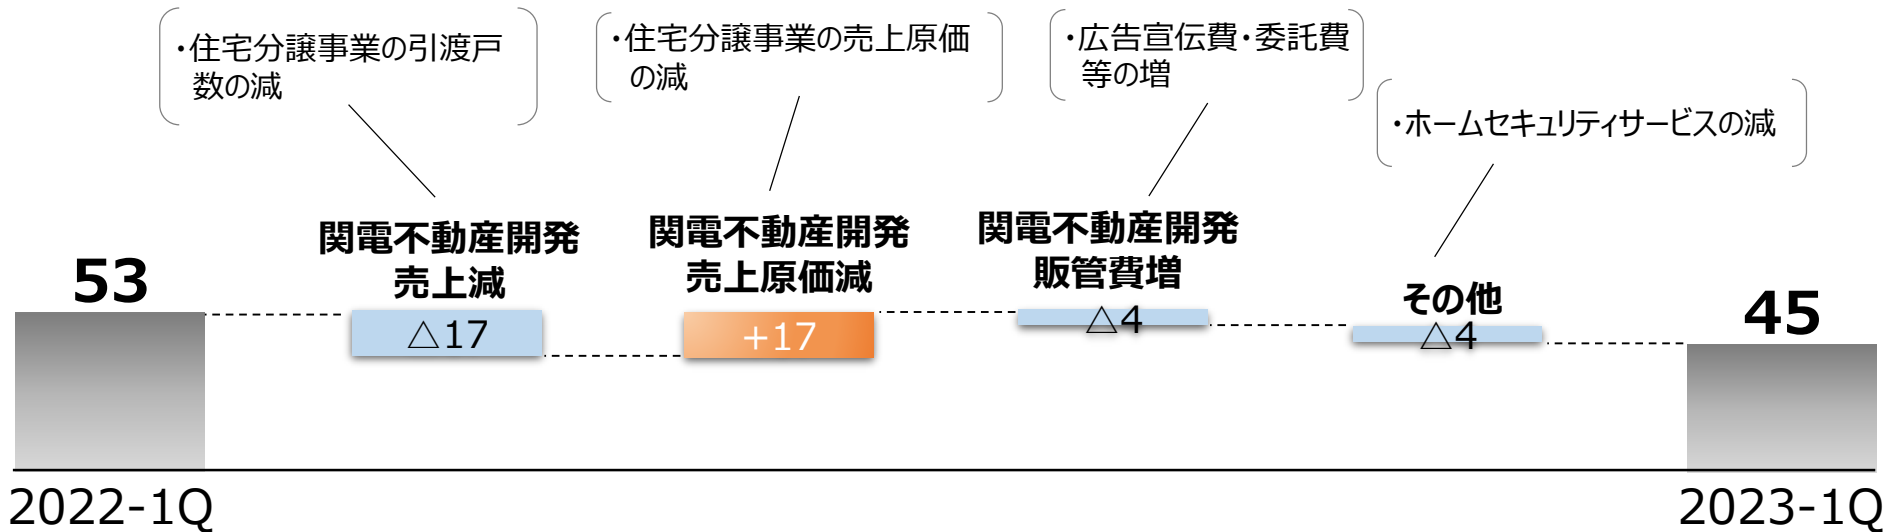 ・住宅分譲事業の引渡戸
数の減
・住宅分譲事業の売上原価
の減
・広告宣伝費・委託費
等の増
・ホームセキュリティサービスの減
関電不動産開発
売上減
関電不動産開発
売上原価減
関電不動産開発
販管費増
その他
53
△17
+17
△4
△4
45
2022-1Q
2023-1Q